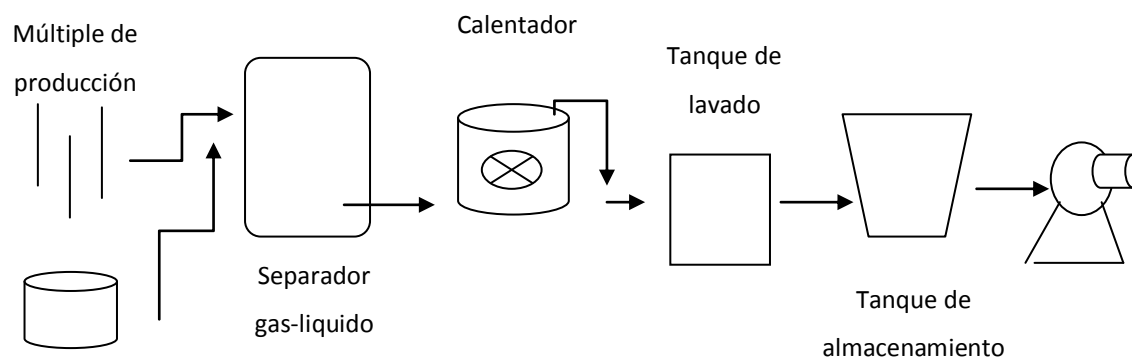 Múltiple de
producción
Calentador
Tanque de
lavado
Separador
gas-liquido
Tanque de
almacenamiento